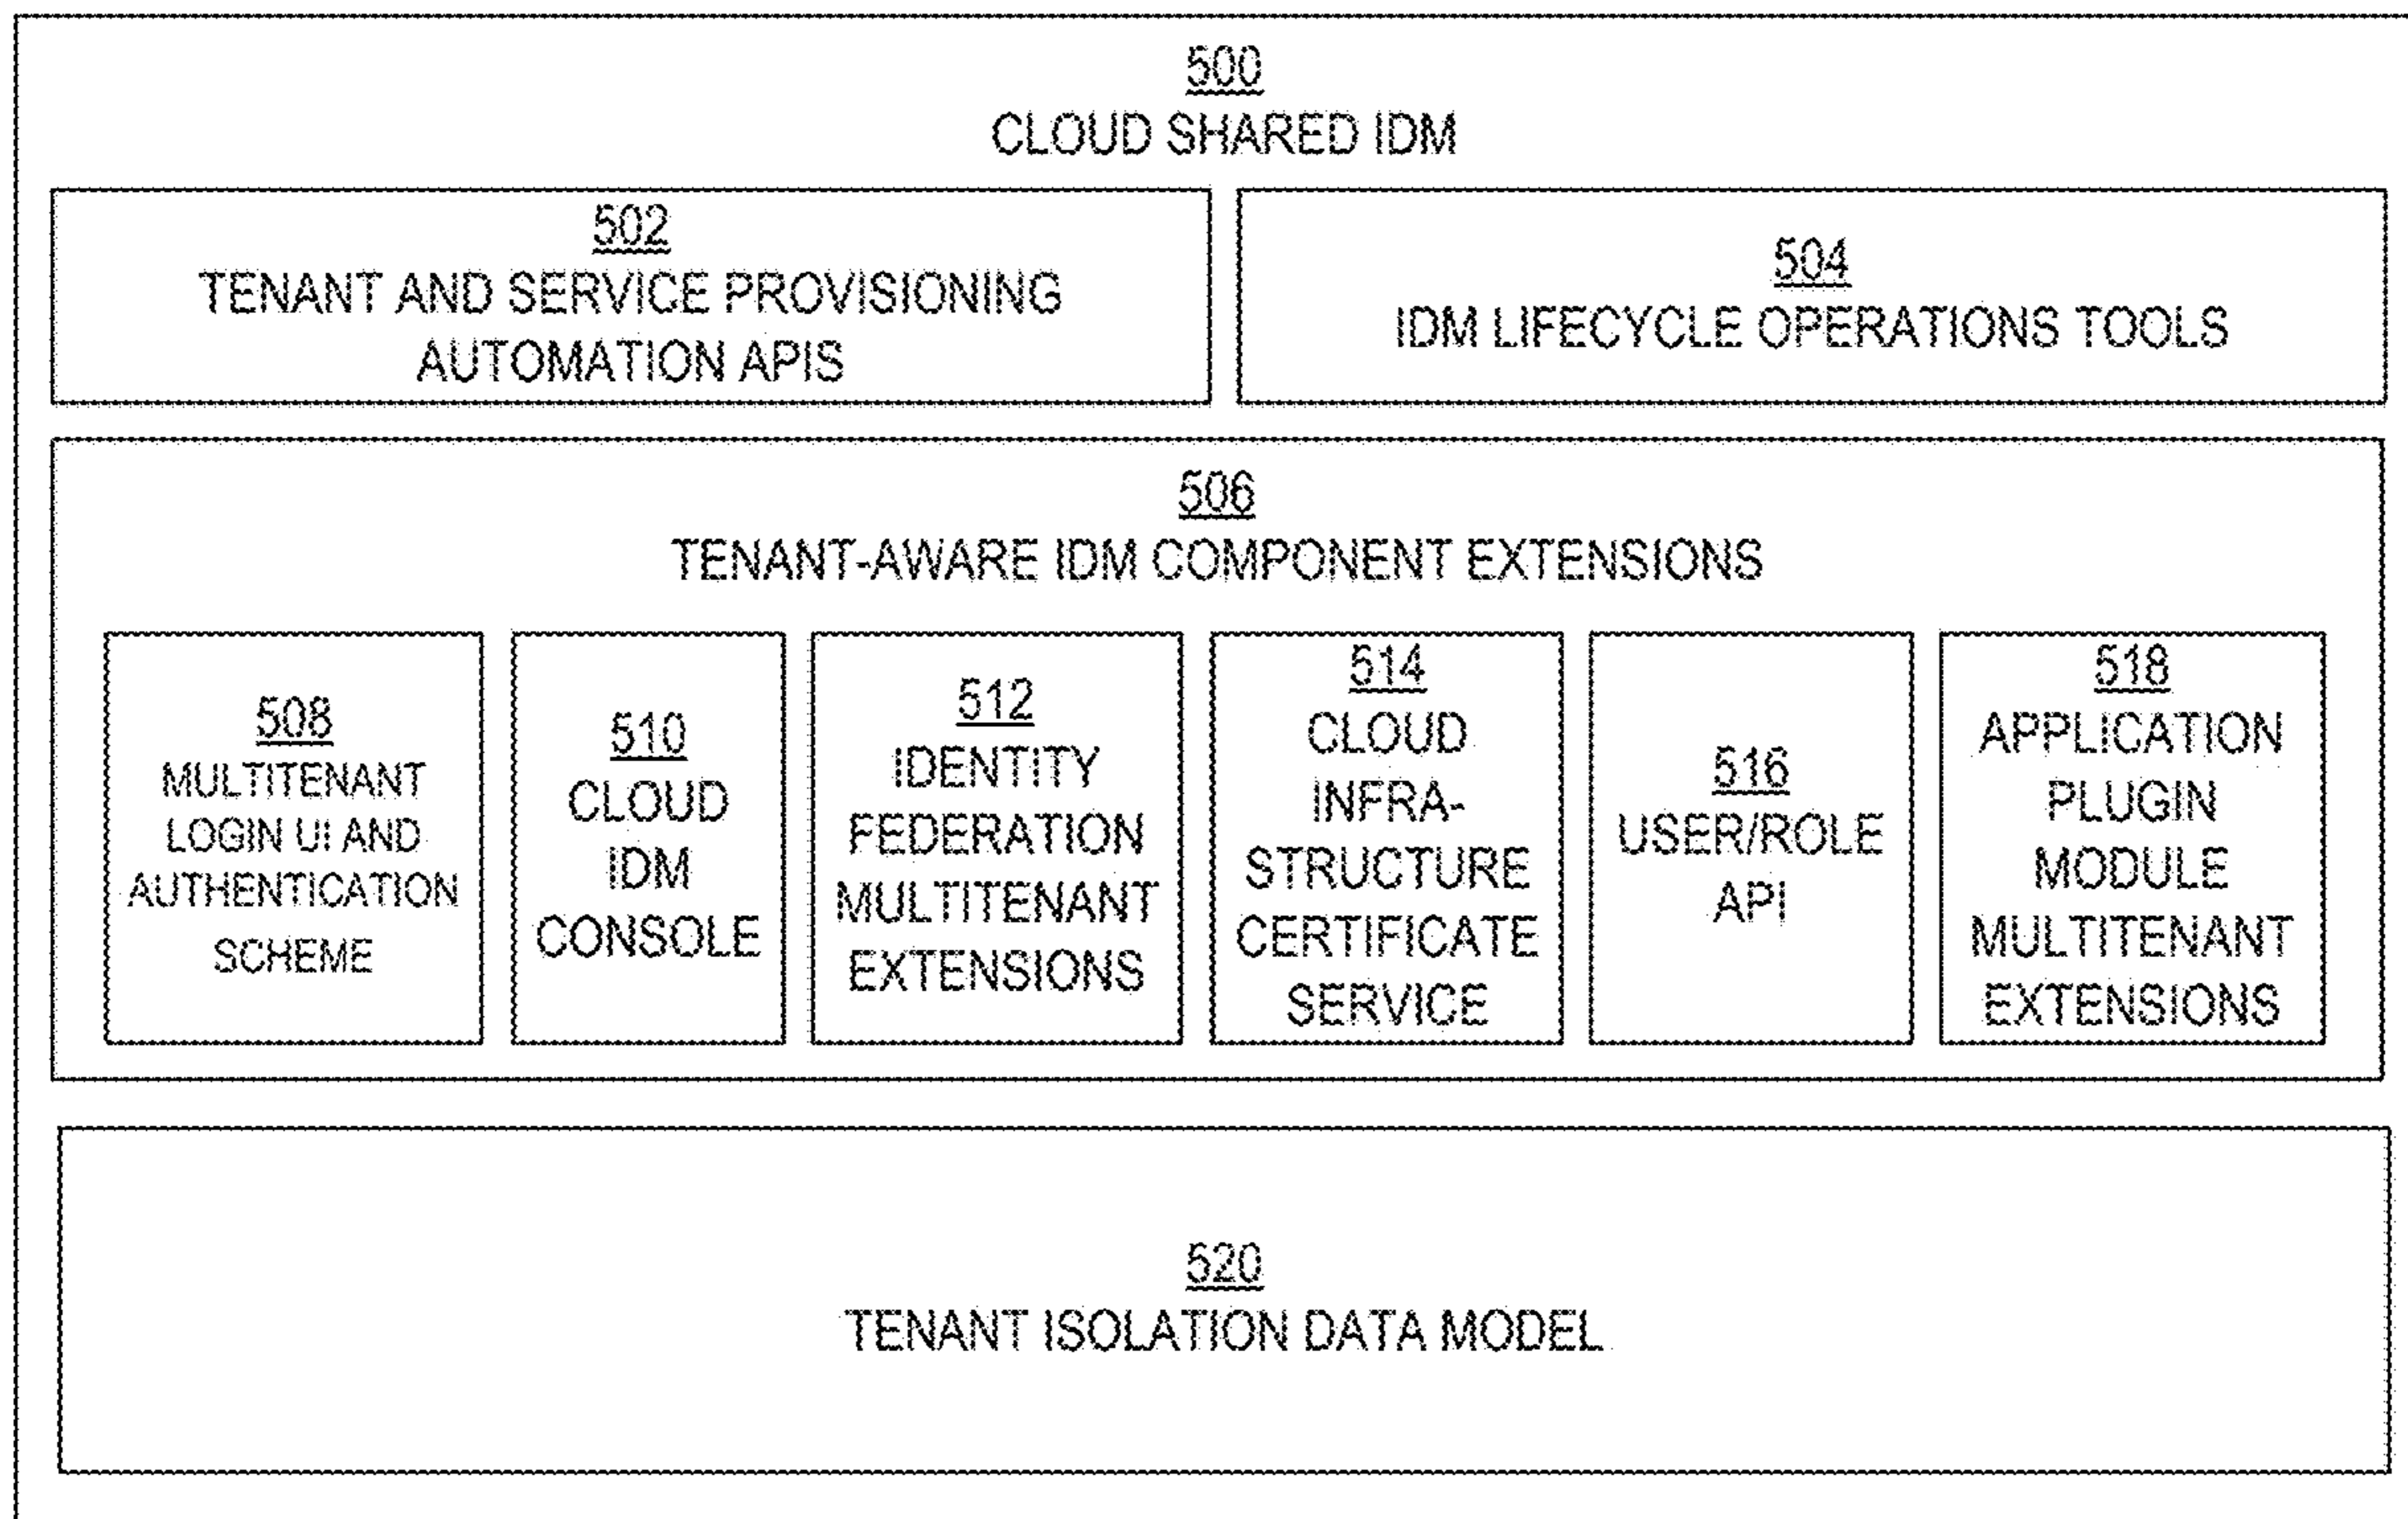 500
CLOUD SHARED IDM
502
TENANT AND SERVICE PROVISIONING
AUTOMATION APIS
504
IDM LIFECYCLE OPERATIONS TOOLS
506
TENANT-AWARE IDM COMPONENT EXTENSIONS
508
MULTITENANT
LOGIN UI AND
AUTHENTICATION
SCHEME
510
CLOUD
IDM
CONSOLE
512
IDENTITY
FEDERATION
MULTITENANT
EXTENSIONS
514
CLOUD
INFRA-
STRUCTURE
CERTIFICATE
SERVICE
516
USER/ROLE
API
518
APPLICATION
PLUGIN
MODULE
MULTITENANT
EXTENSIONS
520
TENANT ISOLATION DATA MODEL